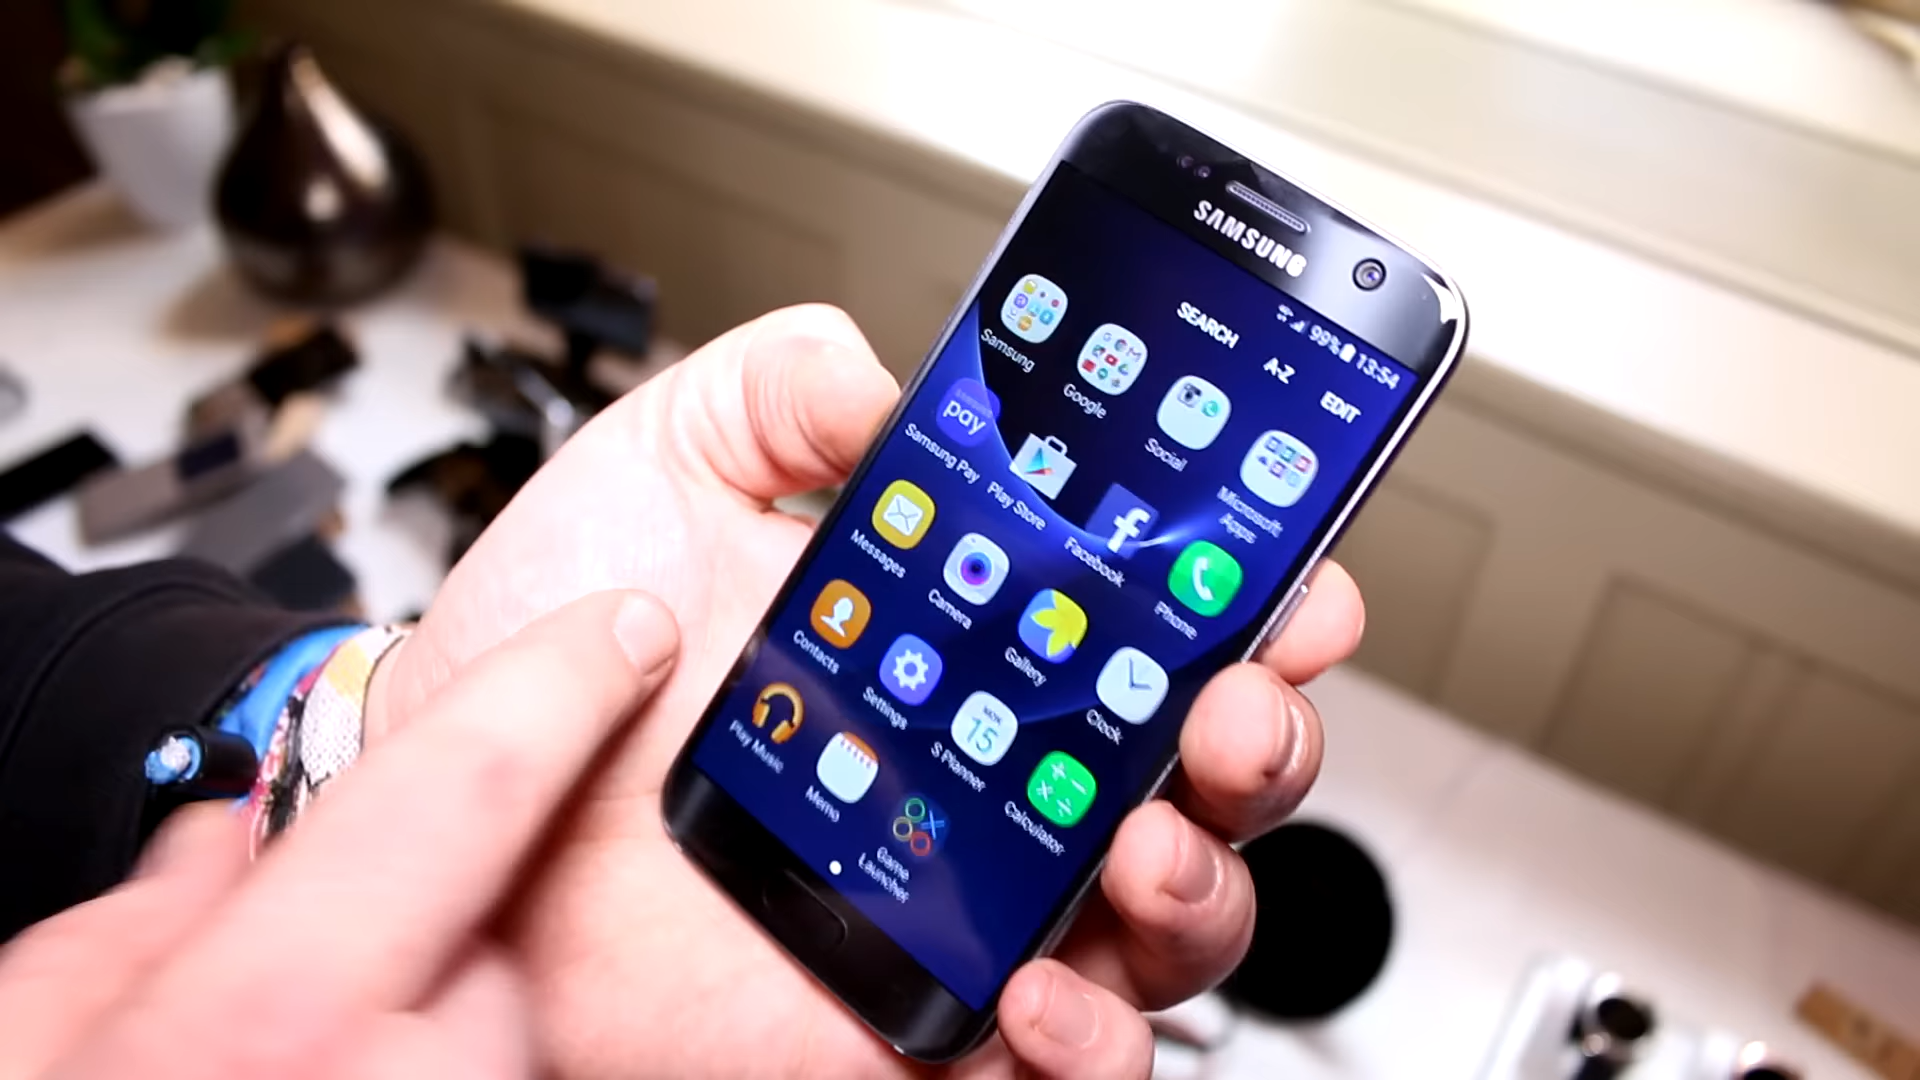 SAMSUNG
99% 13:54
SEARCH A-Z EDIT
Samsung
Google
Social
Microsoft
Apps
pay
Samsung Pay
Play Store
Facebook
Phone
Messages
Camera
Gallery
Clock
Contacts
Settings
15
S Planner
Calculator
Play Music
Memo
Game
Launcher